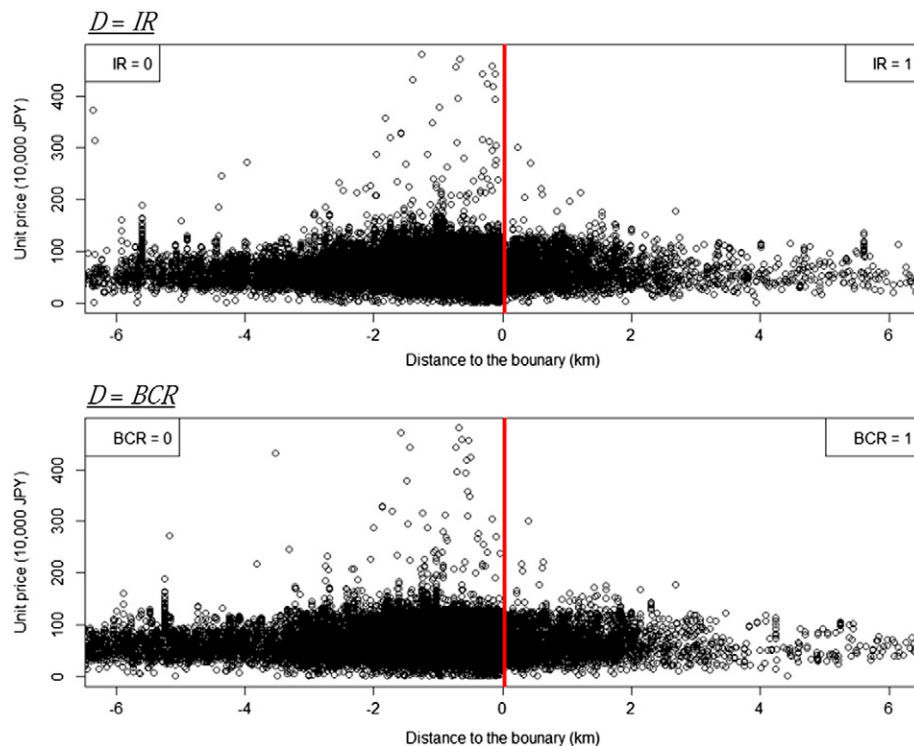 D = IR
IR = 0
IR = 1
Unit price (10,000 JPY)
400
300
200
100
0
-6
-4
-2
0
2
4
6
Distance to the bounary (km)
D = BCR
BCR = 0
BCR = 1
Unit price (10,000 JPY)
400
300
200
100
0
-6
-4
-2
0
2
4
6
Distance to the bounary (km)